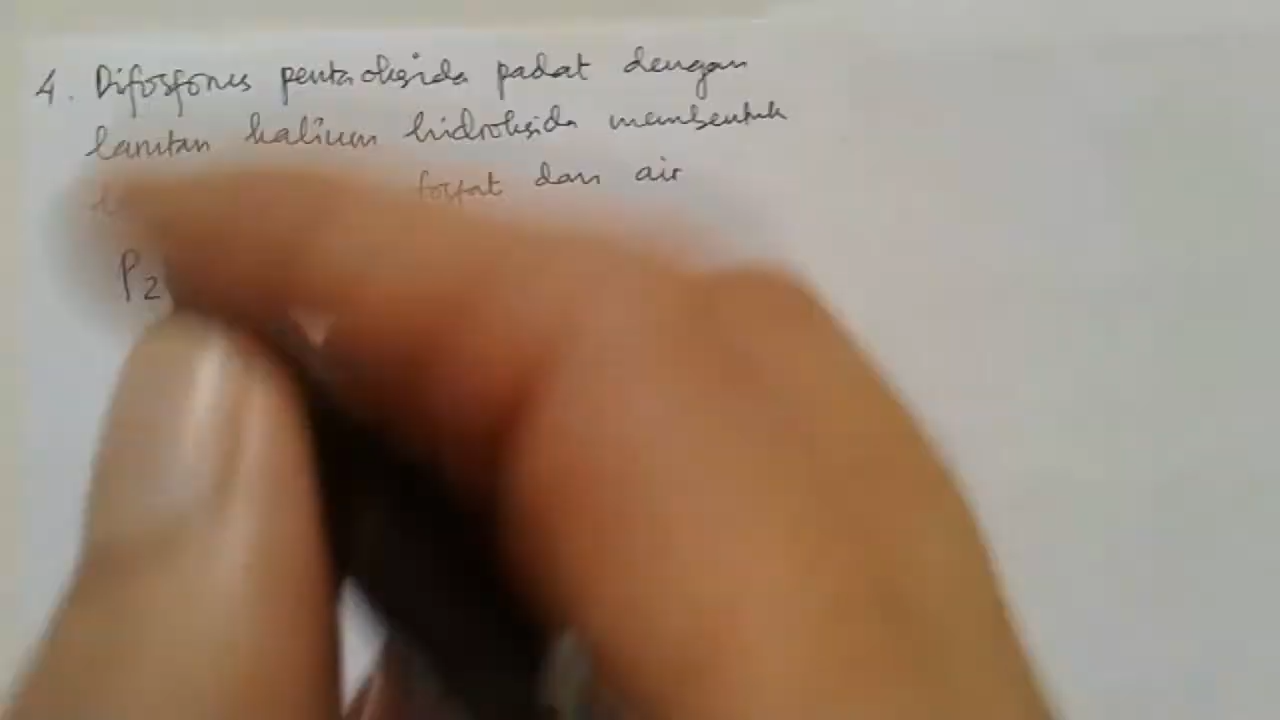 4. Difosforus pentaoksida padat dengan
larutan kalium hidroksida membentuk
fosfat dan air
P2